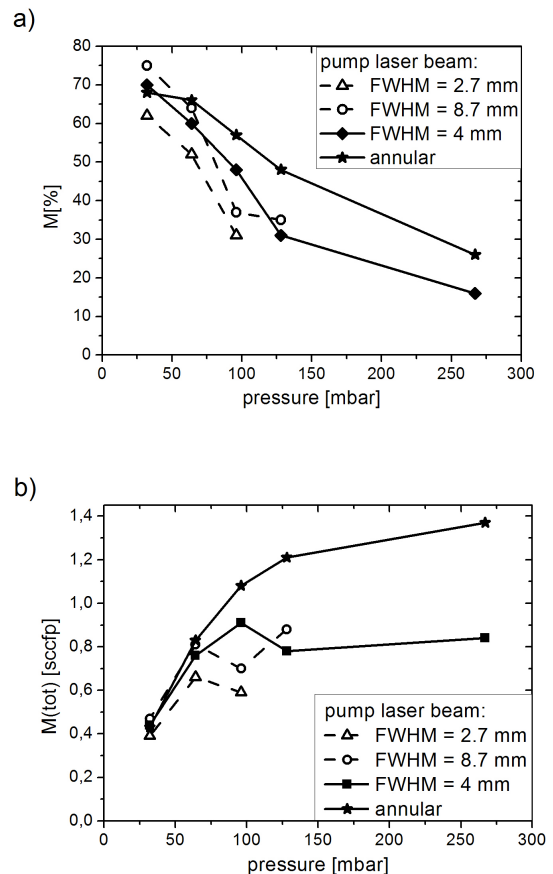 a)
80
70
60
50
40
30
20
10
0
M[%]
pump laser beam:
FWHM = 2.7 mm
FWHM = 8.7 mm
FWHM = 4 mm
annular
0 50 100 150 200 250 300
pressure [mbar]
b)
1,4
1,2
1,0
0,8
0,6
0,4
0,2
0,0
M(tot) [sccfp]
pump laser beam:
FWHM = 2.7 mm
FWHM = 8.7 mm
FWHM = 4 mm
annular
0 50 100 150 200 250 300
pressure [mbar]